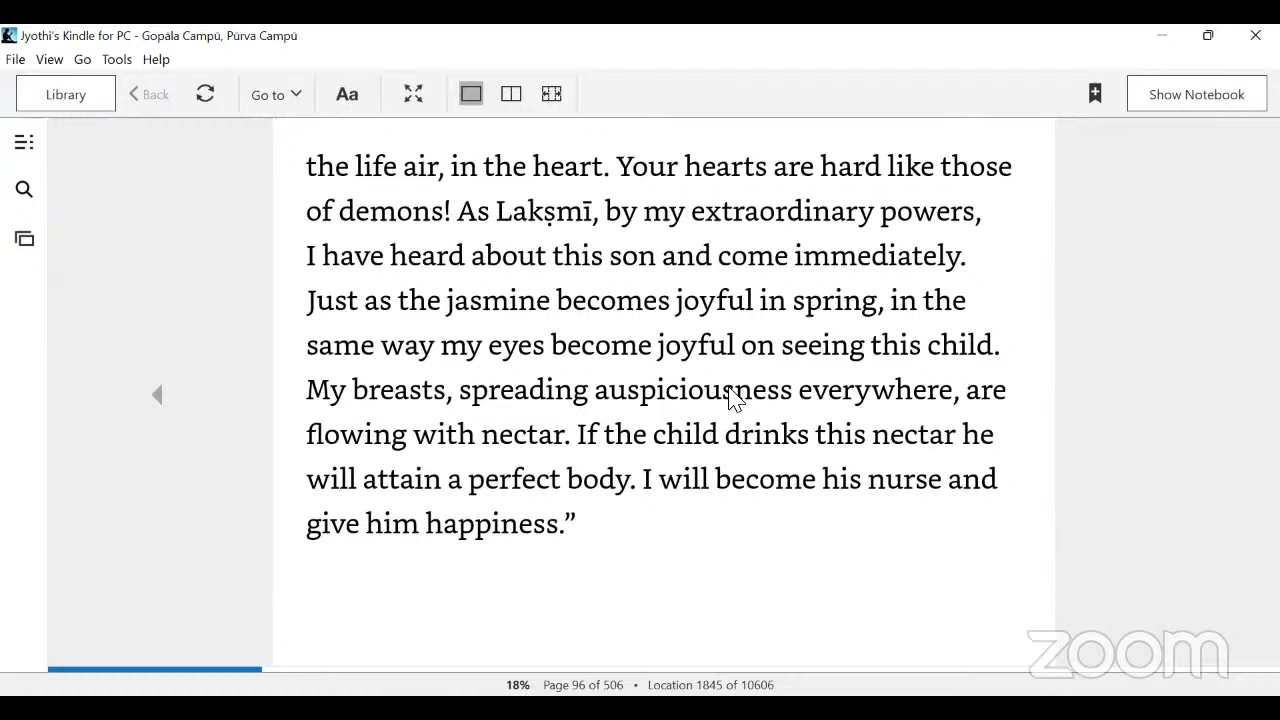 Jyothi's Kindle for PC - Gopāla Campū, Pūrva Campū
File View Go Tools Help
Library Back Go to Aa Show Notebook
the life air, in the heart. Your hearts are hard like those
of demons! As Lakṣmī, by my extraordinary powers,
I have heard about this son and come immediately.
Just as the jasmine becomes joyful in spring, in the
same way my eyes become joyful on seeing this child.
My breasts, spreading auspiciousness everywhere, are
flowing with nectar. If the child drinks this nectar he
will attain a perfect body. I will become his nurse and
give him happiness.”
zoom
18% Page 96 of 506 • Location 1845 of 10606